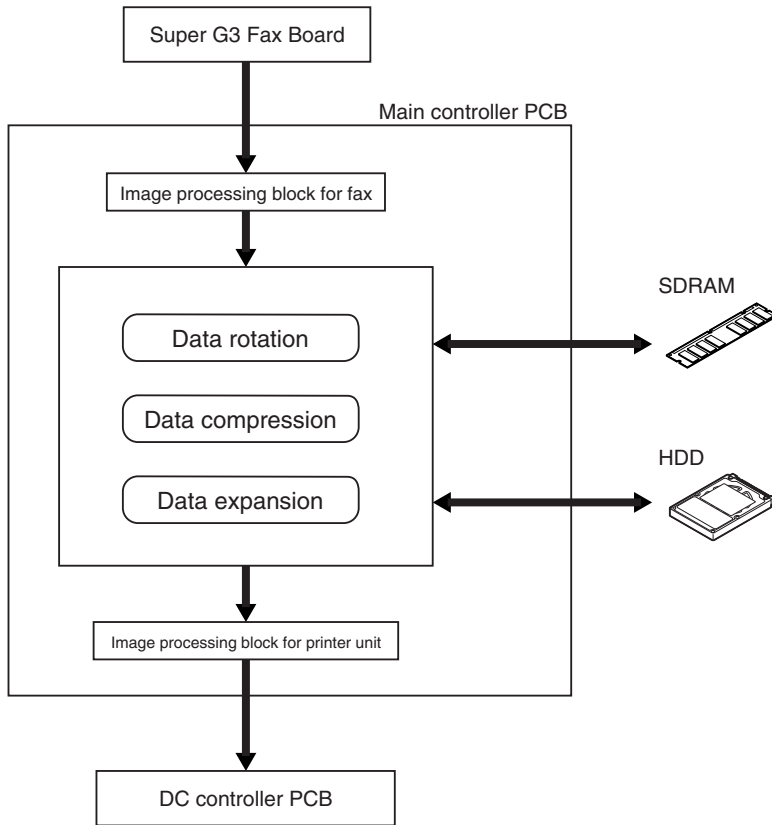 Super G3 Fax Board
Main controller PCB
Image processing block for fax
SDRAM
Data rotation
Data compression
HDD
Data expansion
Image processing block for printer unit
DC controller PCB